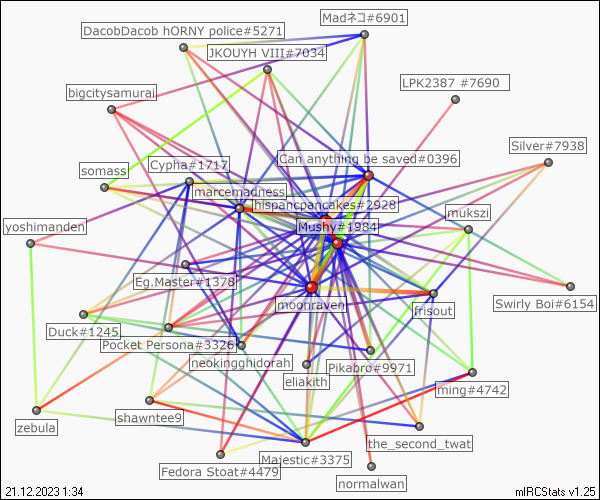 Madネコ#6901
DacobDacob hORNY police#5271
JKOUYH VIII#7034
LPK2387 #7690
bigcitysamurai
Silver#7938
Can anything be saved#0396
Cypha#1717
somass
marcemadness
hispancpancakes#2928
mukszi
yoshimanden
Mushy#1984
Eg.Master#1378
Swirly Boi#6154
moonraven
frisout
Duck#1245
Pocket Persona#3326
neokingghidorah
Pikabro#9971
eliakith
ming#4742
shawntee9
zebula
the_second_twat
Majestic#3375
Fedora Stoat#4479
normalwan
21.12.2023 1:34
mIRCStats v1.25